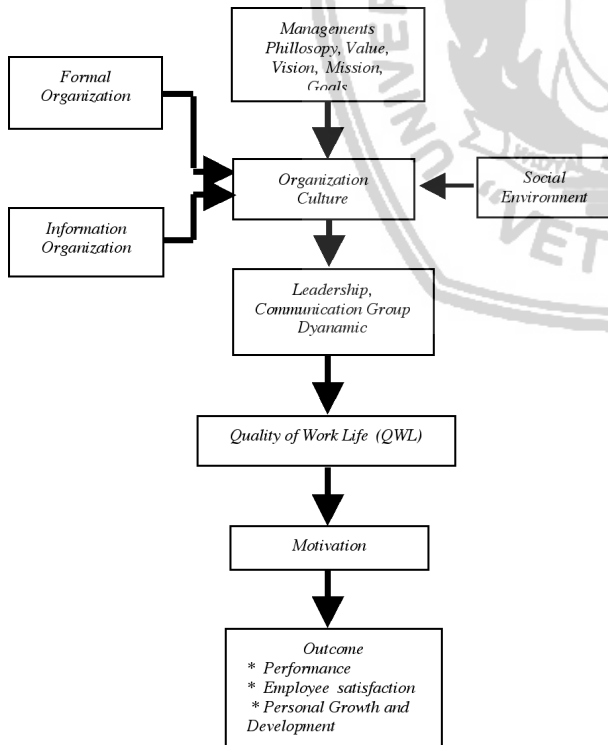 Managements
Phillosopy, Value,
Vision, Mission,
Goals
Formal
Organization
Organization
Culture
Social
Environment
Information
Organization
Leadership,
Communication Group
Dyanamic
Quality of Work Life (QWL)
Motivation
Outcome
* Performance
* Employee satisfaction
* Personal Growth and
Development